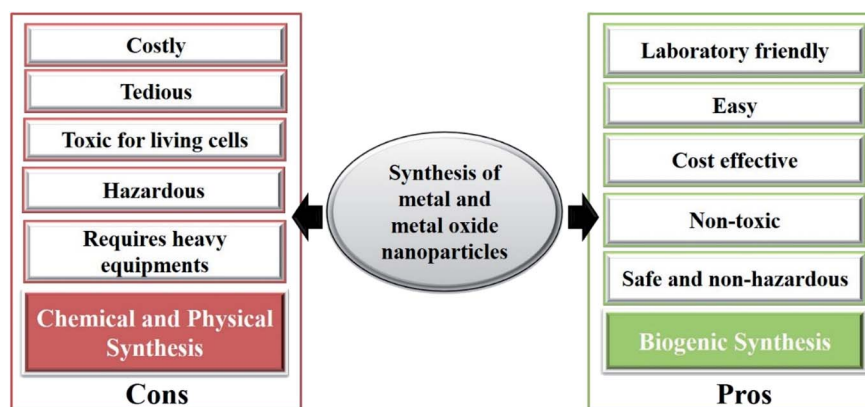 Costly
Tedious
Toxic for living cells
Hazardous
Requires heavy
equipments
Chemical and Physical
Synthesis
Cons
Synthesis of
metal and
metal oxide
nanoparticles
Laboratory friendly
Easy
Cost effective
Non-toxic
Safe and non-hazardous
Biogenic Synthesis
Pros